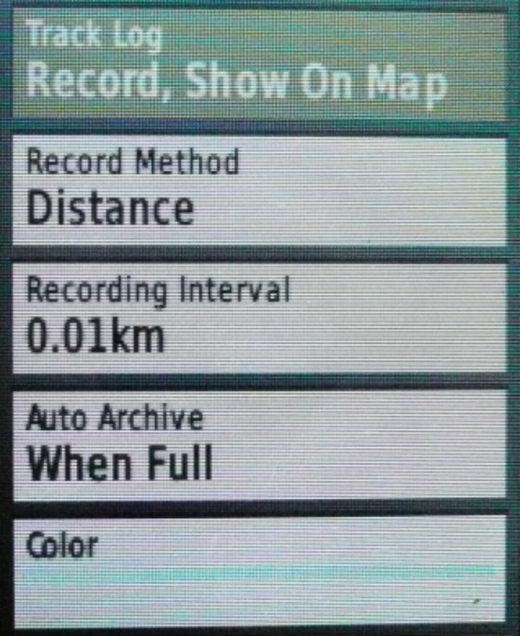 Track Log
Record, Show On Map
Record Method
Distance
Recording Interval
0.01km
Auto Archive
When Full
Color